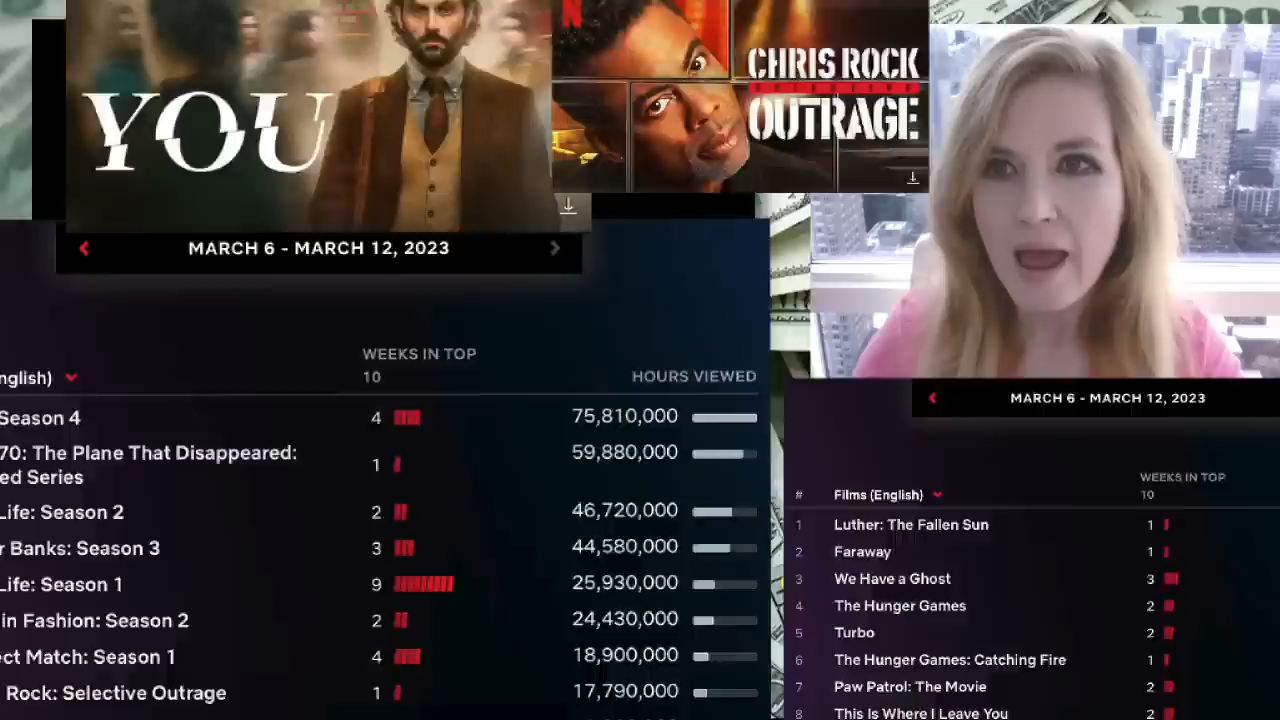 YOU
N
CHRIS ROCK
SELECTIVE
OUTRAGE
100
MARCH 6 - MARCH 12, 2023
WEEKS IN TOP
10
HOURS VIEWED
nglish)
Season 4 4 75,810,000
70: The Plane That Disappeared:
ed Series 1 59,880,000
Life: Season 2 2 46,720,000
r Banks: Season 3 3 44,580,000
Life: Season 1 9 25,930,000
in Fashion: Season 2 2 24,430,000
ect Match: Season 1 4 18,900,000
Rock: Selective Outrage 1 17,790,000
MARCH 6 - MARCH 12, 2023
WEEKS IN TOP
# Films (English) 10
1 Luther: The Fallen Sun 1
2 Faraway 1
3 We Have a Ghost 3
4 The Hunger Games 2
5 Turbo 2
6 The Hunger Games: Catching Fire 1
7 Paw Patrol: The Movie 2
8 This Is Where I Leave You 2